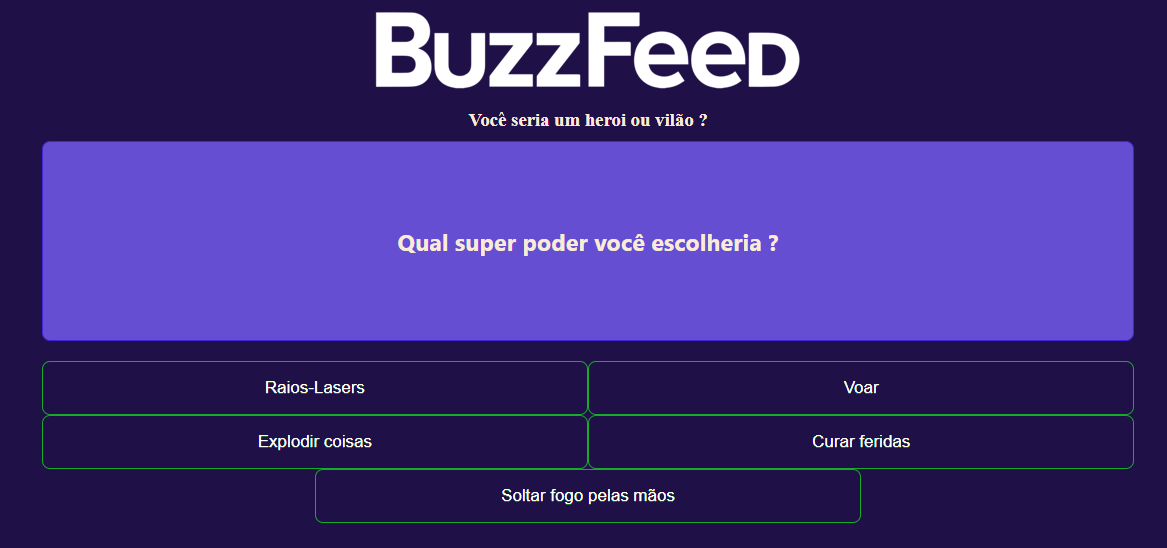 BuzzFeed
Você seria um heroi ou vilão ?
Qual super poder você escolheria ?
Raios-Lasers
Voar
Explodir coisas
Curar feridas
Soltar fogo pelas mãos